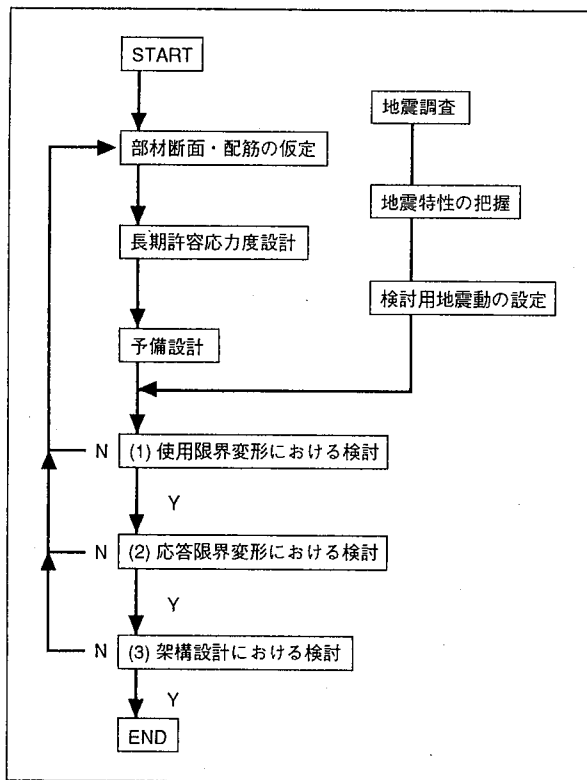 START
部材断面・配筋の仮定
長期許容応力度設計
予備設計
地震調査
地震特性の把握
検討用地震動の設定
N (1) 使用限界変形における検討
Y
N (2) 応答限界変形における検討
Y
N (3) 架構設計における検討
Y
END